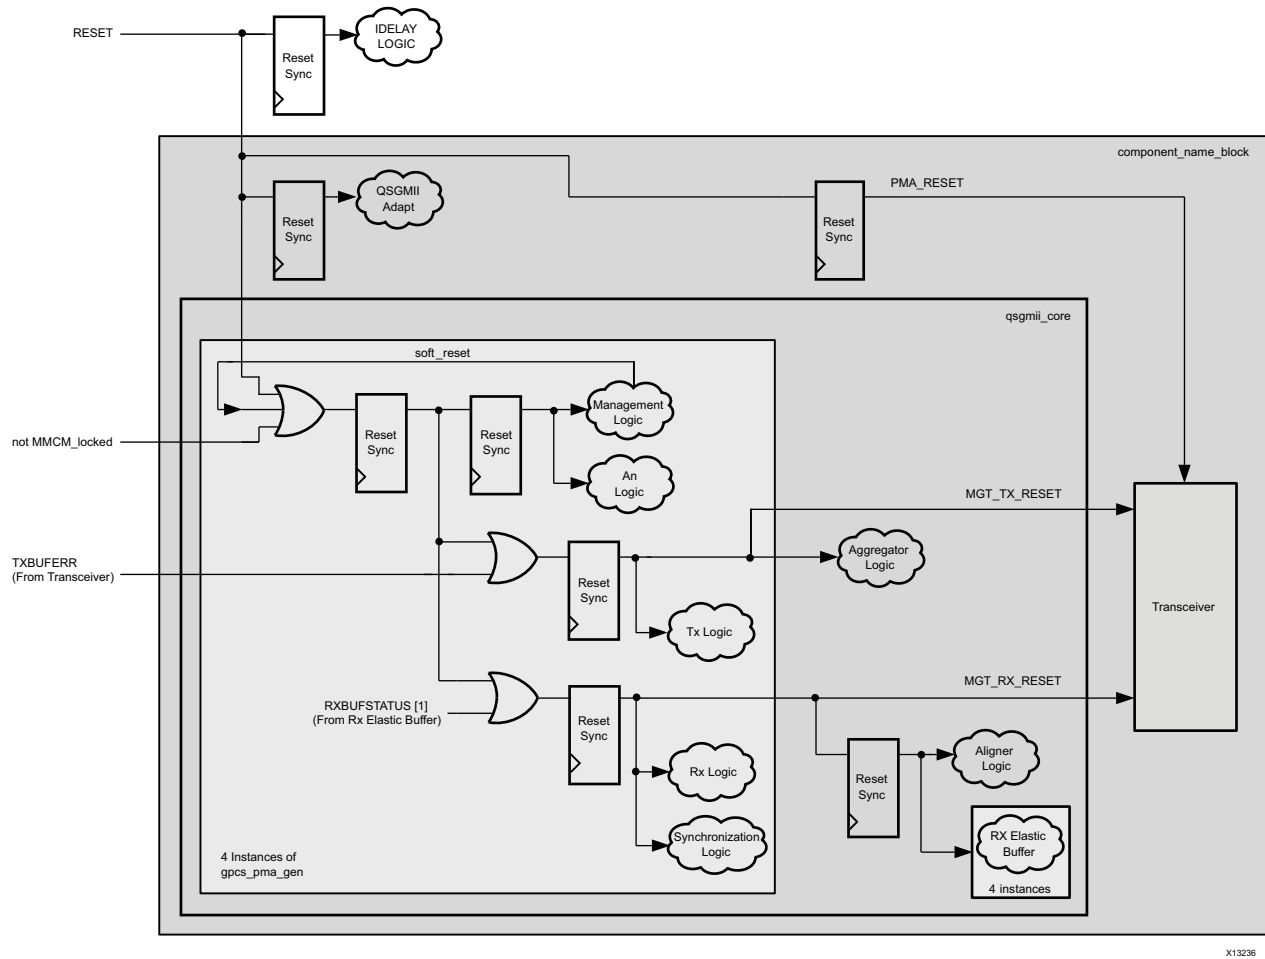 RESET
IDELAY
LOGIC
Reset
Sync
component_name_block
QSGMII
Adapt
PMA_RESET
Reset
Sync
Reset
Sync
qsgmii_core
soft_reset
Management
Logic
Reset
Sync
Reset
Sync
not MMCM_locked
An
Logic
MGT_TX_RESET
TXBUFERR
(From Transceiver)
Aggregator
Logic
Reset
Sync
Transceiver
Tx Logic
MGT_RX_RESET
RXBUFSTATUS [1]
(From Rx Elastic Buffer)
Reset
Sync
Aligner
Logic
Rx Logic
Reset
Sync
Synchronization
Logic
RX Elastic
Buffer
4 Instances of
gpcs_pma_gen
4 instances
X13236